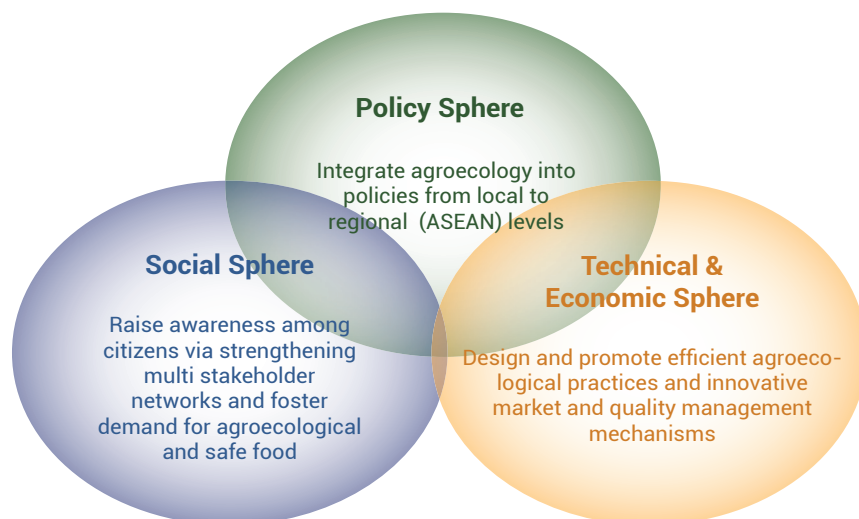 Policy Sphere
Integrate agroecology into
policies from local to
regional (ASEAN) levels
Social Sphere
Raise awareness among
citizens via strengthening
multi stakeholder
networks and foster
demand for agroecological
and safe food
Technical &
Economic Sphere
Design and promote efficient agroeco-
logical practices and innovative
market and quality management
mechanisms